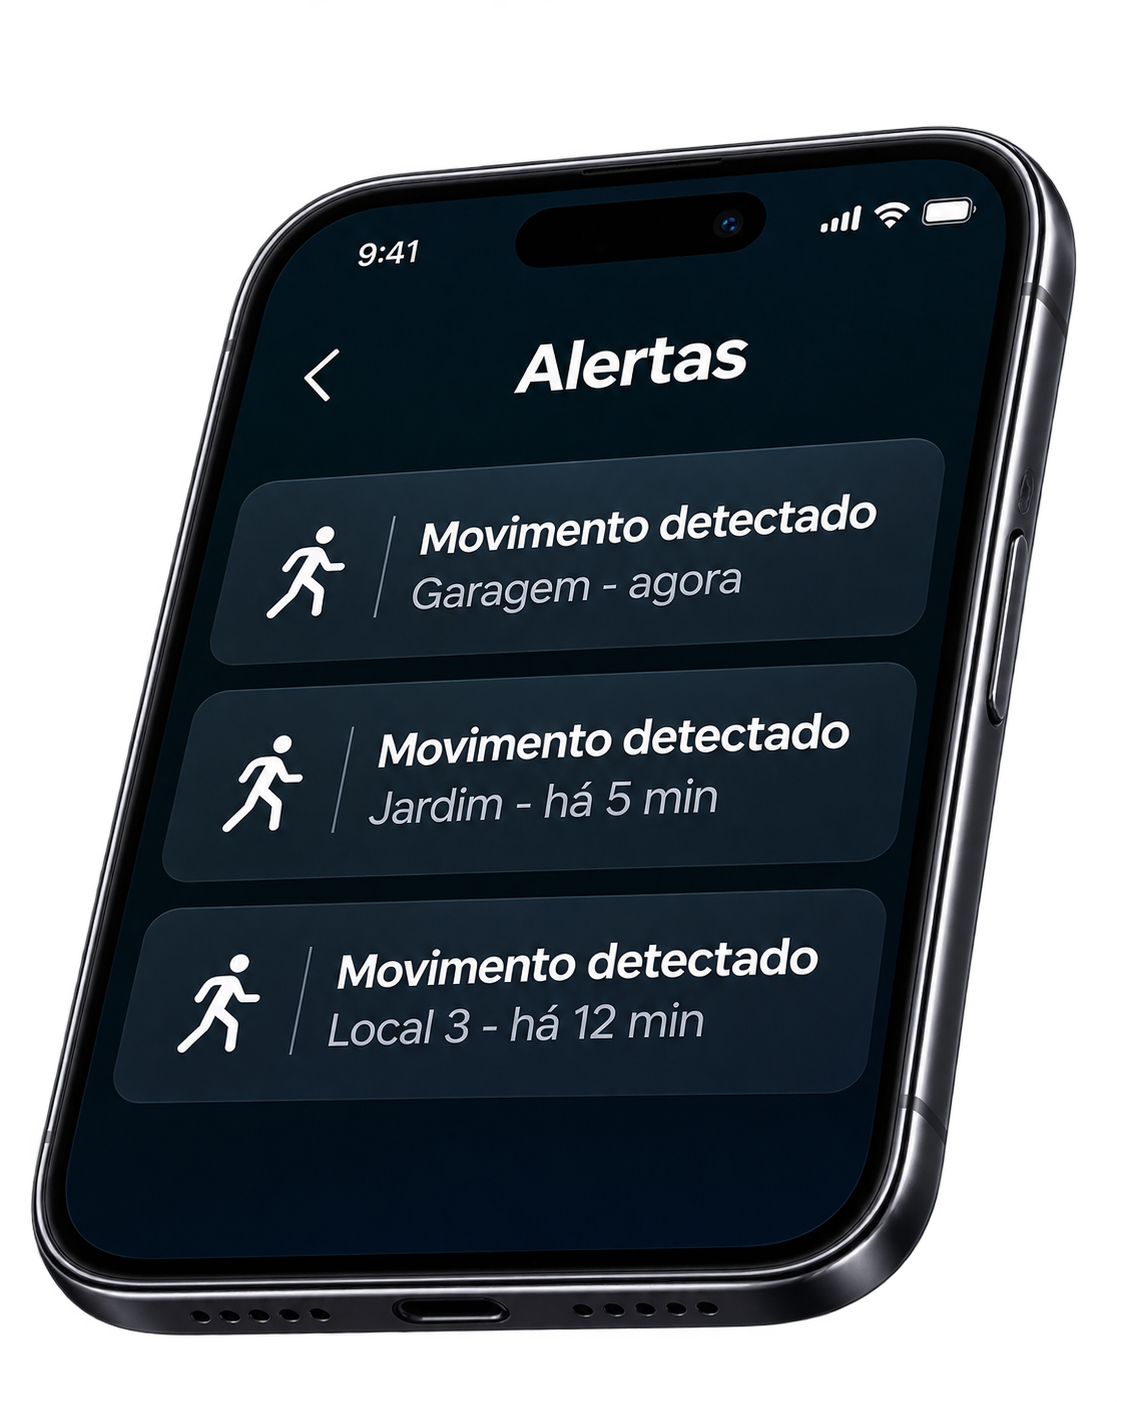 9:41
Alertas
Movimento detectado
Garagem - agora
Movimento detectado
Jardim - há 5 min
Movimento detectado
Local 3 - há 12 min